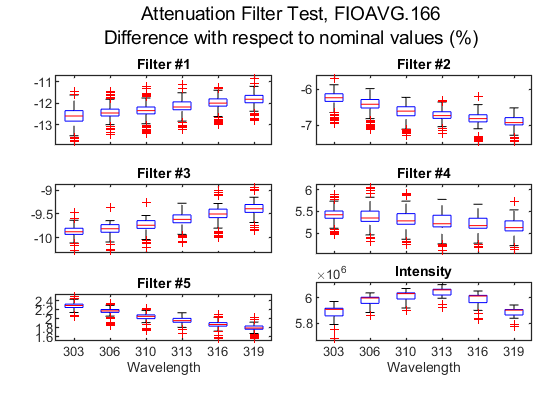 Attenuation Filter Test, FIOAVG.166
Difference with respect to nominal values (%)
Filter #1
-11
-12
-13
Filter #2
-6
-7
Filter #3
-9
-9.5
-10
Filter #4
6
5.5
5
Filter #5
2.4
2.2
2
1.8
1.6
303 306 310 313 316 319
Wavelength
Intensity
×10⁶
6
5.8
303 306 310 313 316 319
Wavelength